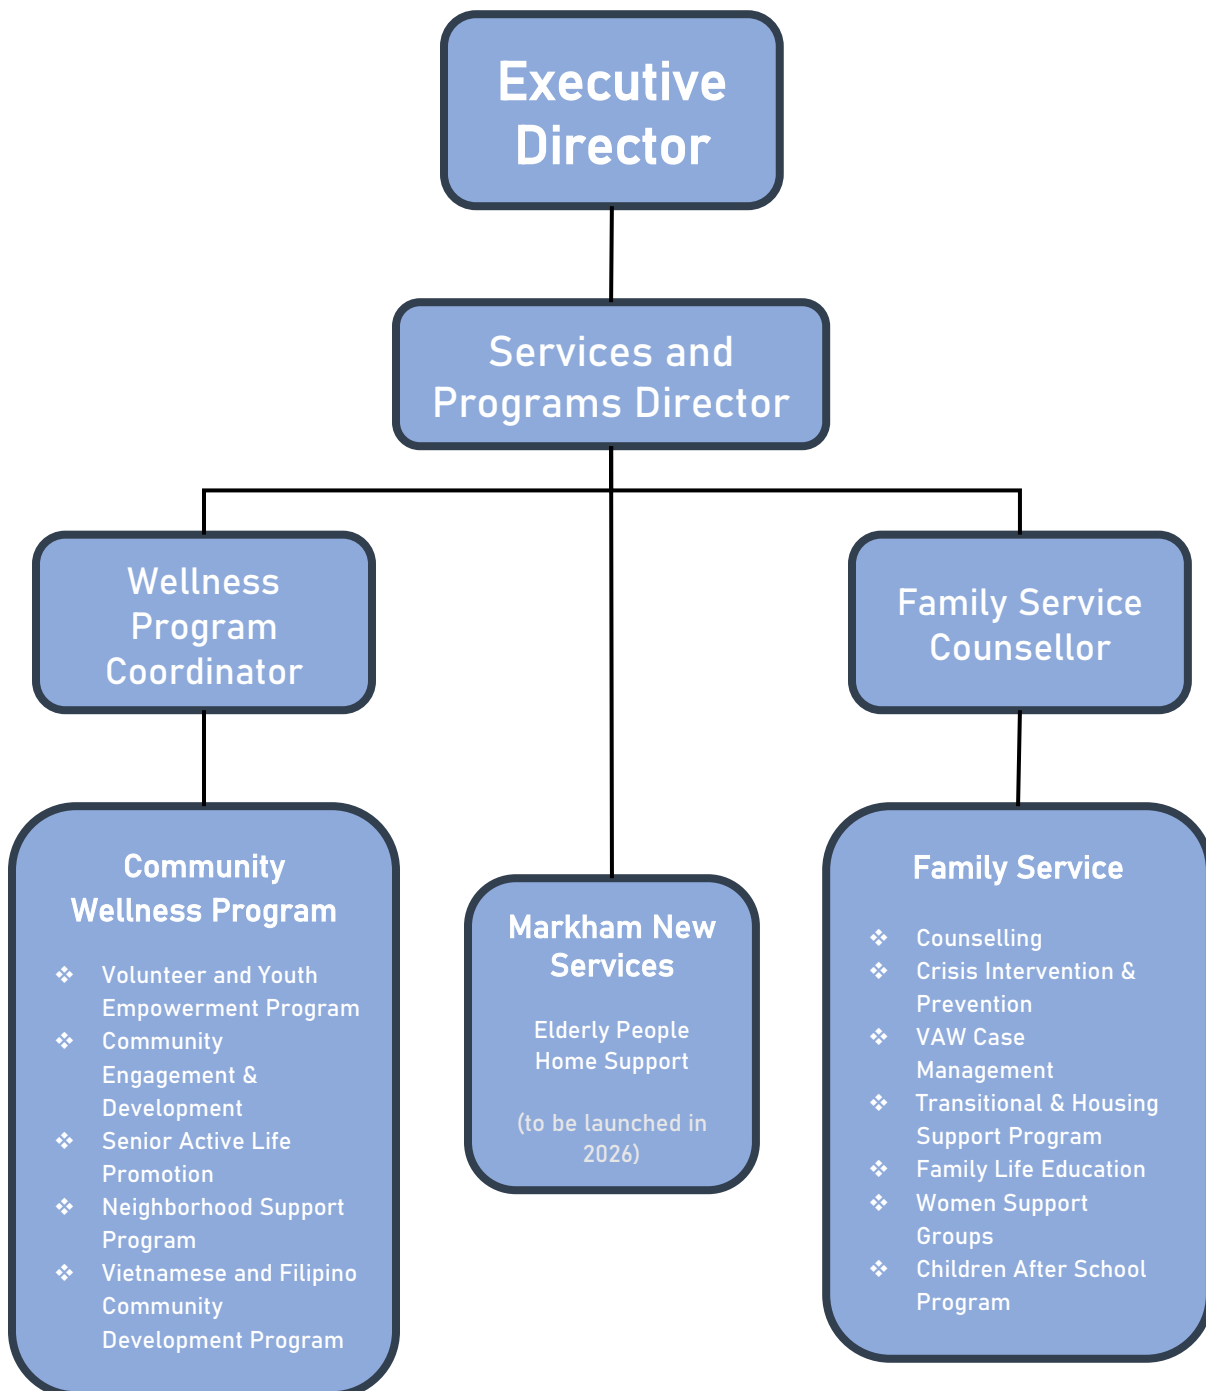 Executive
Director
Services and
Programs Director
Wellness
Program
Coordinator
Family Service
Counsellor
Community
Wellness Program
❖ Volunteer and Youth
Empowerment Program
❖ Community
Engagement &
Development
❖ Senior Active Life
Promotion
❖ Neighborhood Support
Program
❖ Vietnamese and Filipino
Community
Development Program
Markham New
Services
Elderly People
Home Support
(to be launched in
2026)
Family Service
❖ Counselling
❖ Crisis Intervention &
Prevention
❖ VAW Case
Management
❖ Transitional & Housing
Support Program
❖ Family Life Education
❖ Women Support
Groups
❖ Children After School
Program